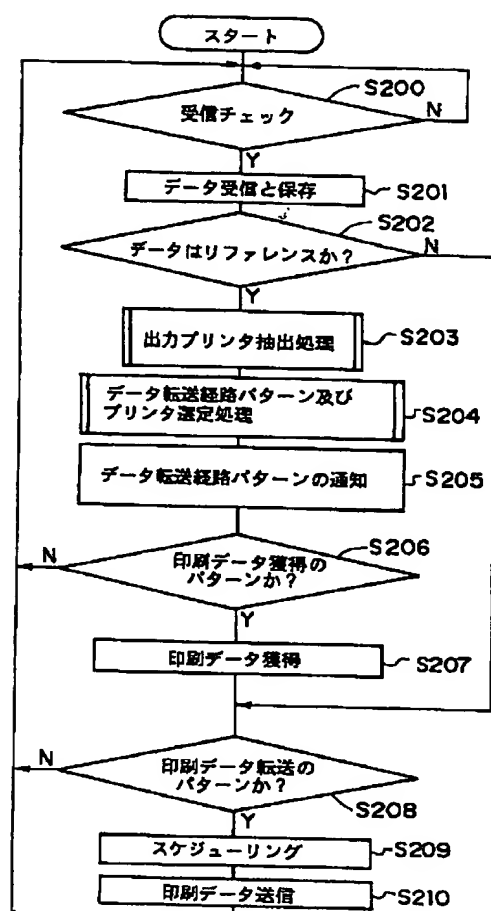 スタート
S200
受信チェック
N
Y
データ受信と保存
S201
S202
データはリファレンスか？
N
Y
出力プリンタ抽出処理
S203
データ転送経路パターン及び
プリンタ選定処理
S204
データ転送経路パターンの通知
S205
S206
N
印刷データ獲得の
パターンか？
Y
印刷データ獲得
S207
N
印刷データ転送の
パターンか？
S208
Y
スケジューリング
S209
印刷データ送信
S210